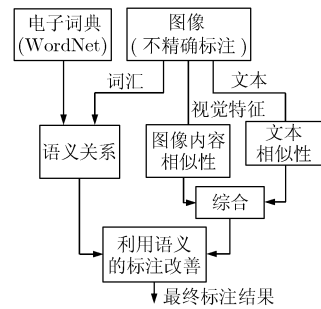 电子词典
(WordNet)
图像
(不精确标注)
词汇
文本
视觉特征
语义关系
图像内容
相似性
文本
相似性
综合
利用语义
的标注改善
最终标注结果